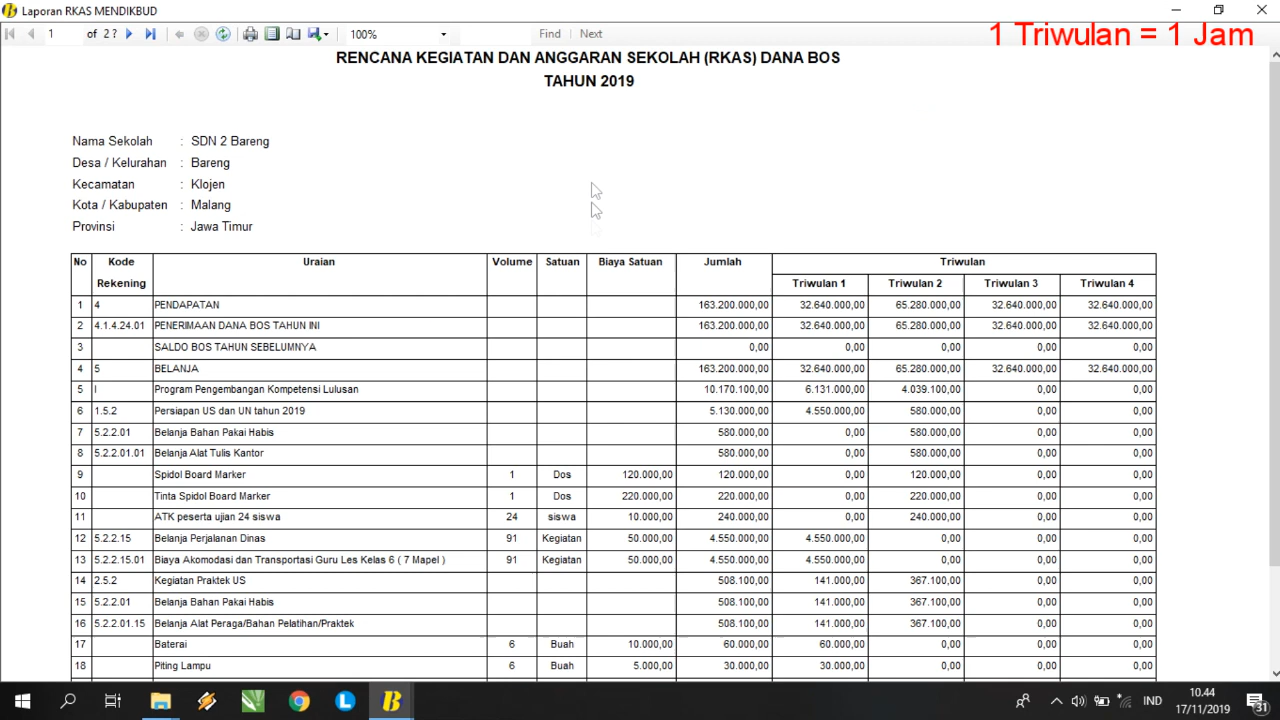 Laporan RKAS MENDIKBUD
1 of 2 ? 100% Find Next
1 Triwulan = 1 Jam
RENCANA KEGIATAN DAN ANGGARAN SEKOLAH (RKAS) DANA BOS
TAHUN 2019
Nama Sekolah : SDN 2 Bareng
Desa / Kelurahan : Bareng
Kecamatan : Klojen
Kota / Kabupaten : Malang
Provinsi : Jawa Timur
No Kode Uraian Volume Satuan Biaya Satuan Jumlah Triwulan
Rekening Triwulan 1 Triwulan 2 Triwulan 3 Triwulan 4
1 4 PENDAPATAN 163.200.000,00 32.640.000,00 65.280.000,00 32.640.000,00 32.640.000,00
2 4.1.4.24.01 PENERIMAAN DANA BOS TAHUN INI 163.200.000,00 32.640.000,00 65.280.000,00 32.640.000,00 32.640.000,00
3 SALDO BOS TAHUN SEBELUMNYA 0,00 0,00 0,00 0,00 0,00
4 5 BELANJA 163.200.000,00 32.640.000,00 65.280.000,00 32.640.000,00 32.640.000,00
5 I Program Pengembangan Kompetensi Lulusan 10.170.100,00 6.131.000,00 4.039.100,00 0,00 0,00
6 1.5.2 Persiapan US dan UN tahun 2019 5.130.000,00 4.550.000,00 580.000,00 0,00 0,00
7 5.2.2.01 Belanja Bahan Pakai Habis 580.000,00 0,00 580.000,00 0,00 0,00
8 5.2.2.01.01 Belanja Alat Tulis Kantor 580.000,00 0,00 580.000,00 0,00 0,00
9 Spidol Board Marker 1 Dos 120.000,00 120.000,00 0,00 120.000,00 0,00 0,00
10 Tinta Spidol Board Marker 1 Dos 220.000,00 220.000,00 0,00 220.000,00 0,00 0,00
11 ATK peserta ujian 24 siswa 24 siswa 10.000,00 240.000,00 0,00 240.000,00 0,00 0,00
12 5.2.2.15 Belanja Perjalanan Dinas 91 Kegiatan 50.000,00 4.550.000,00 4.550.000,00 0,00 0,00 0,00
13 5.2.2.15.01 Biaya Akomodasi dan Transportasi Guru Les Kelas 6 ( 7 Mapel ) 91 Kegiatan 50.000,00 4.550.000,00 4.550.000,00 0,00 0,00 0,00
14 2.5.2 Kegiatan Praktek US 508.100,00 141.000,00 367.100,00 0,00 0,00
15 5.2.2.01 Belanja Bahan Pakai Habis 508.100,00 141.000,00 367.100,00 0,00 0,00
16 5.2.2.01.15 Belanja Alat Peraga/Bahan Pelatihan/Praktek 508.100,00 141.000,00 367.100,00 0,00 0,00
17 Baterai 6 Buah 10.000,00 60.000,00 60.000,00 0,00 0,00 0,00
18 Piting Lampu 6 Buah 5.000,00 30.000,00 30.000,00 0,00 0,00 0,00
IND
10.44
17/11/2019
31